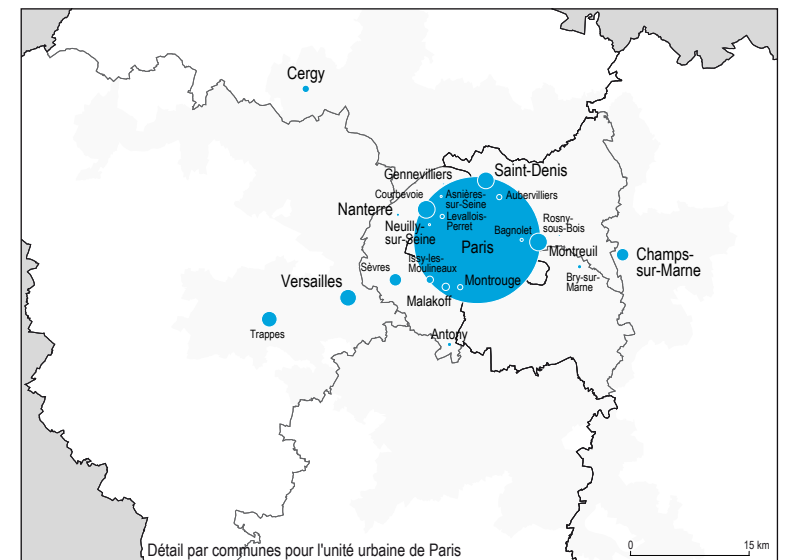 Cergy
Gennevilliers
Saint-Denis
Courbevoie
Asnières-
sur-Seine
Aubervilliers
Nanterre
Levallois-
Perret
Neuilly-
sur-Seine
Bagnolet
Rosny-
sous-Bois
Paris
Montreuil
Champs-
sur-Marne
Issy-les-
Moulineaux
Sèvres
Bry-sur-
Marne
Versailles
Montrouge
Malakoff
Trappes
Antony
0 15 km
Détail par communes pour l'unité urbaine de Paris